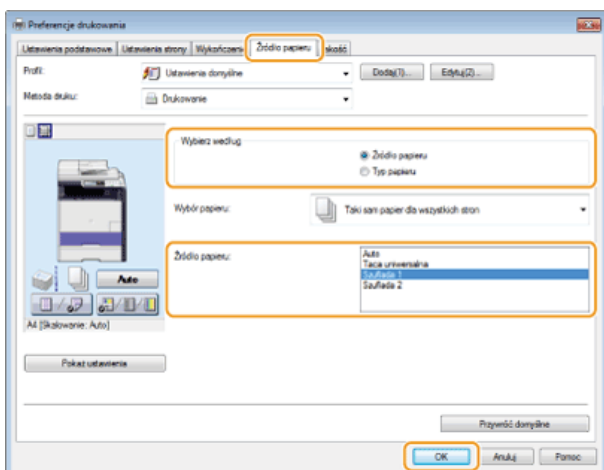 Preferencje drukowania
Ustawienia podstawowe Ustawienia strony Wykończeni Źródło papieru Jakość
Profil: Ustawienia domyślne Dodaj(1)... Edytuj(2)...
Metoda druku: Drukowanie
Wybierz według
Źródło papieru
Typ papieru
Wybór papieru: Taki sam papier dla wszystkich stron
Źródło papieru:
Auto
Taca uniwersalna
Szuflada 1
Szuflada 2
Auto
A4 [Skalowanie: Auto]
Pokaż ustawienia
Przywróć domyślne
OK Anuluj Pomoc